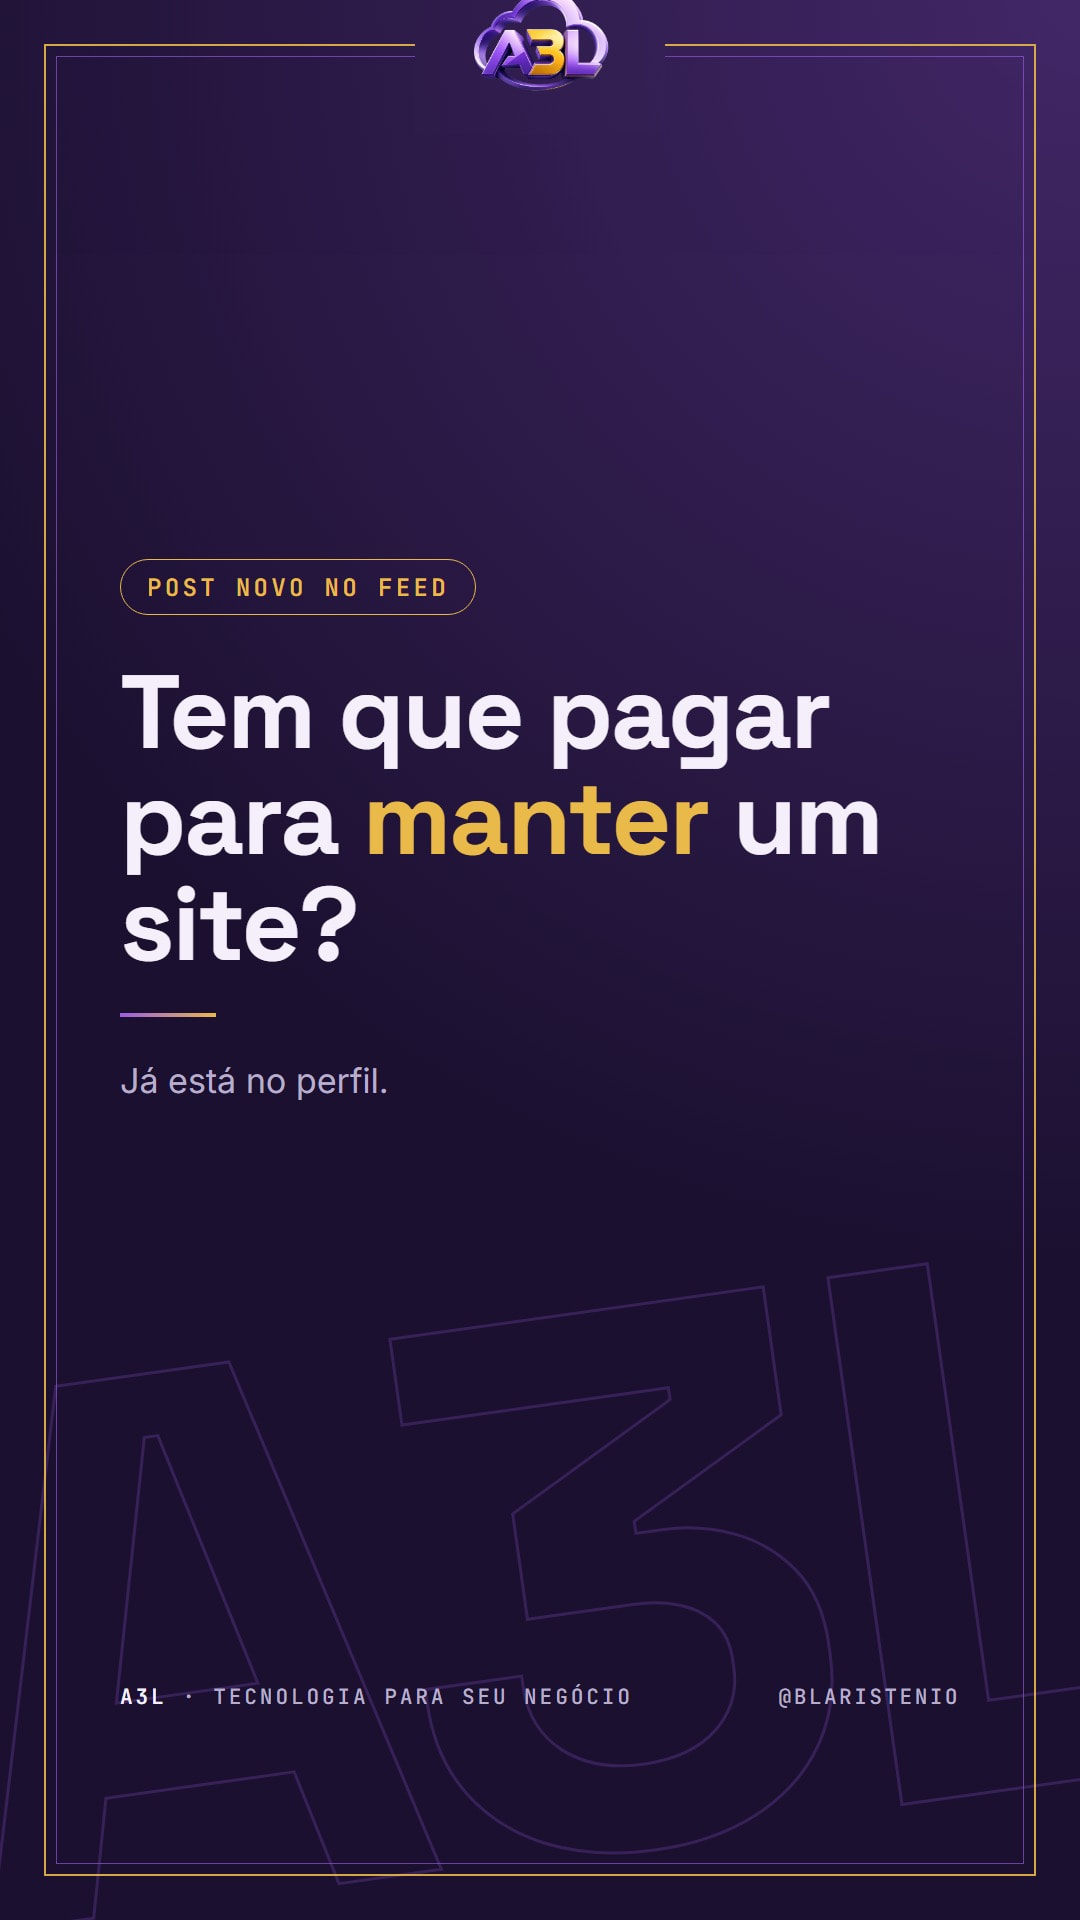 A3L
POST NOVO NO FEED
Tem que pagar
para manter um
site?
Já está no perfil.
A3L · TECNOLOGIA PARA SEU NEGÓCIO
@BLARISTENIO
A3L